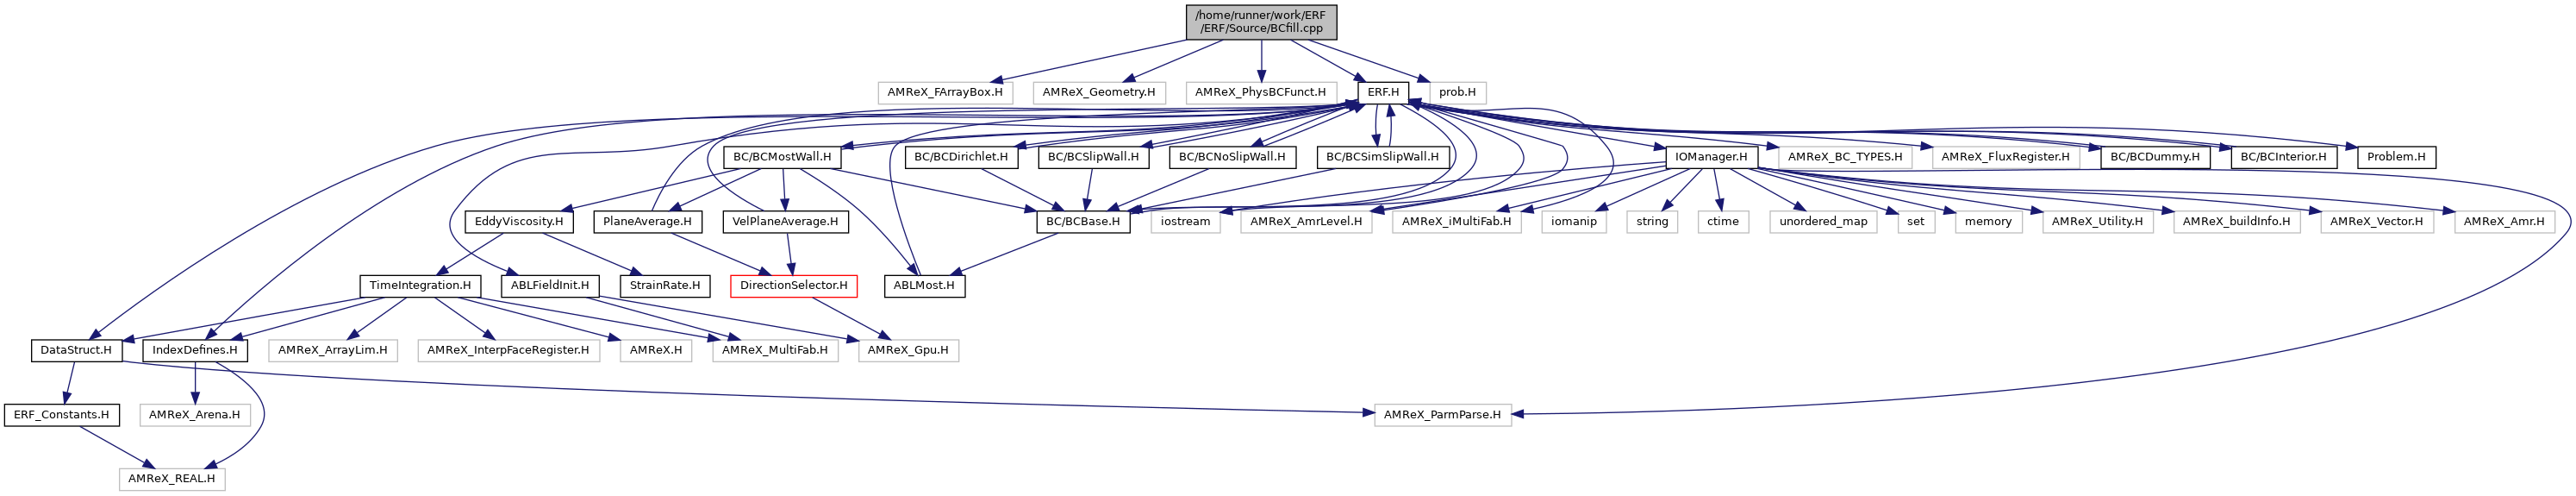 /home/runner/work/ERF
/ERF/Source/BCfill.cpp
AMReX_FArrayBox.H
AMReX_Geometry.H
AMReX_PhysBCFunct.H
ERF.H
prob.H
BC/BCMostWall.H
BC/BCDirichlet.H
BC/BCSlipWall.H
BC/BCNoSlipWall.H
BC/BCSimSlipWall.H
IOManager.H
AMReX_BC_TYPES.H
AMReX_FluxRegister.H
BC/BCDummy.H
BC/BCInterior.H
Problem.H
EddyViscosity.H
PlaneAverage.H
VelPlaneAverage.H
BC/BCBase.H
iostream
AMReX_AmrLevel.H
AMReX_iMultiFab.H
iomanip
string
ctime
unordered_map
set
memory
AMReX_Utility.H
AMReX_buildInfo.H
AMReX_Vector.H
AMReX_Amr.H
TimeIntegration.H
ABLFieldInit.H
StrainRate.H
DirectionSelector.H
ABLMost.H
DataStruct.H
IndexDefines.H
AMReX_ArrayLim.H
AMReX_InterpFaceRegister.H
AMReX.H
AMReX_MultiFab.H
AMReX_Gpu.H
ERF_Constants.H
AMReX_Arena.H
AMReX_ParmParse.H
AMReX_REAL.H